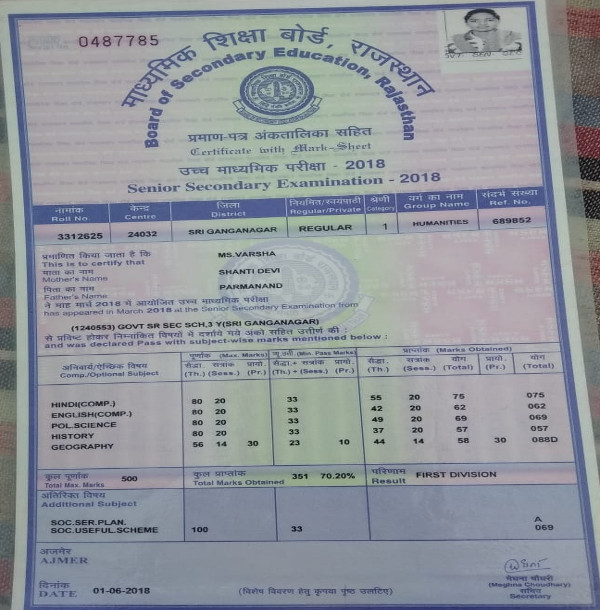 0487785
माध्यमिक शिक्षा बोर्ड, राजस्थान
Board of Secondary Education, Rajasthan
प्रमाण-पत्र अंकतालिका सहित
Certificate with Mark-Sheet
उच्च माध्यमिक परीक्षा - 2018
Senior Secondary Examination - 2018
नामांक केन्द्र जिला नियमित/स्वयंपाठी श्रेणी वर्ग का नाम संदर्भ संख्या
Roll No. Centre District Regular/Private Category Group Name Ref. No.
3312625 24032 SRI GANGANAGAR REGULAR 1 HUMANITIES 689852
प्रमाणित किया जाता है कि MS.VARSHA
This is to certify that
माता का नाम SHANTI DEVI
Mother's Name
पिता का नाम PARMANAND
Father's Name
ने माह मार्च 2018 में आयोजित उच्च माध्यमिक परीक्षा
has appeared in March 2018 at the Senior Secondary Examination from
(1240553) GOVT SR SEC SCH,3 Y(SRI GANGANAGAR)
से प्रविष्ट होकर निम्नांकित विषयों में दर्शाये गये अंकों सहित उत्तीर्ण की :
and was declared Pass with subject-wise marks mentioned below :
पूर्णांक (Max. Marks) न्यू.उत्ती. (Min. Pass Marks) प्राप्तांक (Marks Obtained)
अनिवार्य/ऐच्छिक विषय सैद्धा. सत्रांक प्रायो. सैद्धा.+ सत्रांक प्रायो. सैद्धा. सत्रांक योग प्रायो. योग
Comp./Optional Subject (Th.) (Sess.) (Pr.) (Th.) + (Sess.) (Pr.) (Th.) (Sess.) (Total) (Pr.) (Total)
HINDI(COMP.) 80 20 33 55 20 75 075
ENGLISH(COMP.) 80 20 33 42 20 62 062
POL.SCIENCE 80 20 33 49 20 69 069
HISTORY 80 20 33 37 20 57 057
GEOGRAPHY 56 14 30 23 10 44 14 58 30 088D
कुल पूर्णांक 500 कुल प्राप्तांक 351 70.20% परिणाम FIRST DIVISION
Total Max. Marks Total Marks Obtained Result
अतिरिक्त विषय
Additional Subject
SOC.SER.PLAN. A
SOC.USEFUL.SCHEME 100 33 069
अजमेर
AJMER
मेघना चौधरी
(Meghna Choudhary)
सचिव
Secretary
दिनांक
DATE 01-06-2018 (विशेष विवरण हेतु कृपया पृष्ठ उलटिए)